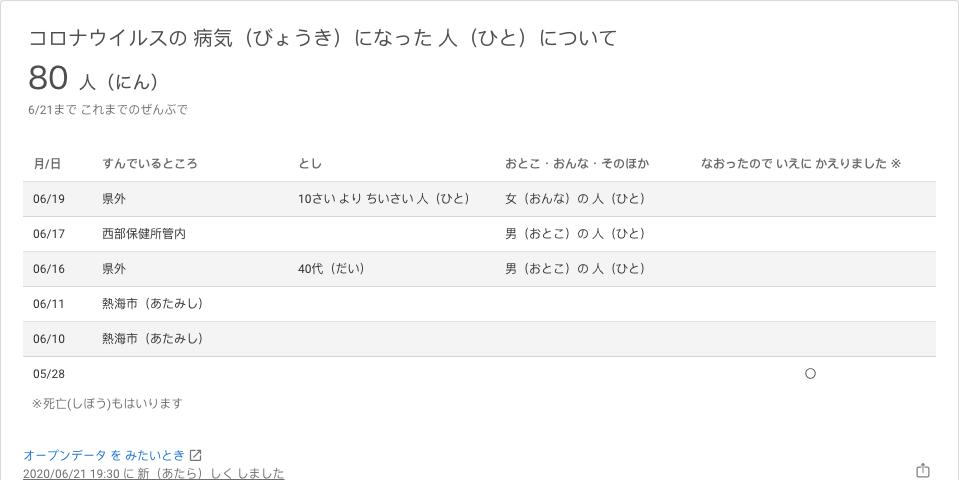 コロナウイルスの 病気（びょうき）になった 人（ひと）について
80 人（にん）
6/21まで これまでのぜんぶで
月/日 すんでいるところ とし おとこ・おんな・そのほか なおったので いえに かえりました ※
06/19 県外 10さい より ちいさい 人（ひと） 女（おんな）の 人（ひと）
06/17 西部保健所管内 男（おとこ）の 人（ひと）
06/16 県外 40代（だい） 男（おとこ）の 人（ひと）
06/11 熱海市（あたみし）
06/10 熱海市（あたみし）
05/28 ○
※死亡(しぼう)もはいります
オープンデータ を みたいとき
2020/06/21 19:30 に 新（あたら）しく しました